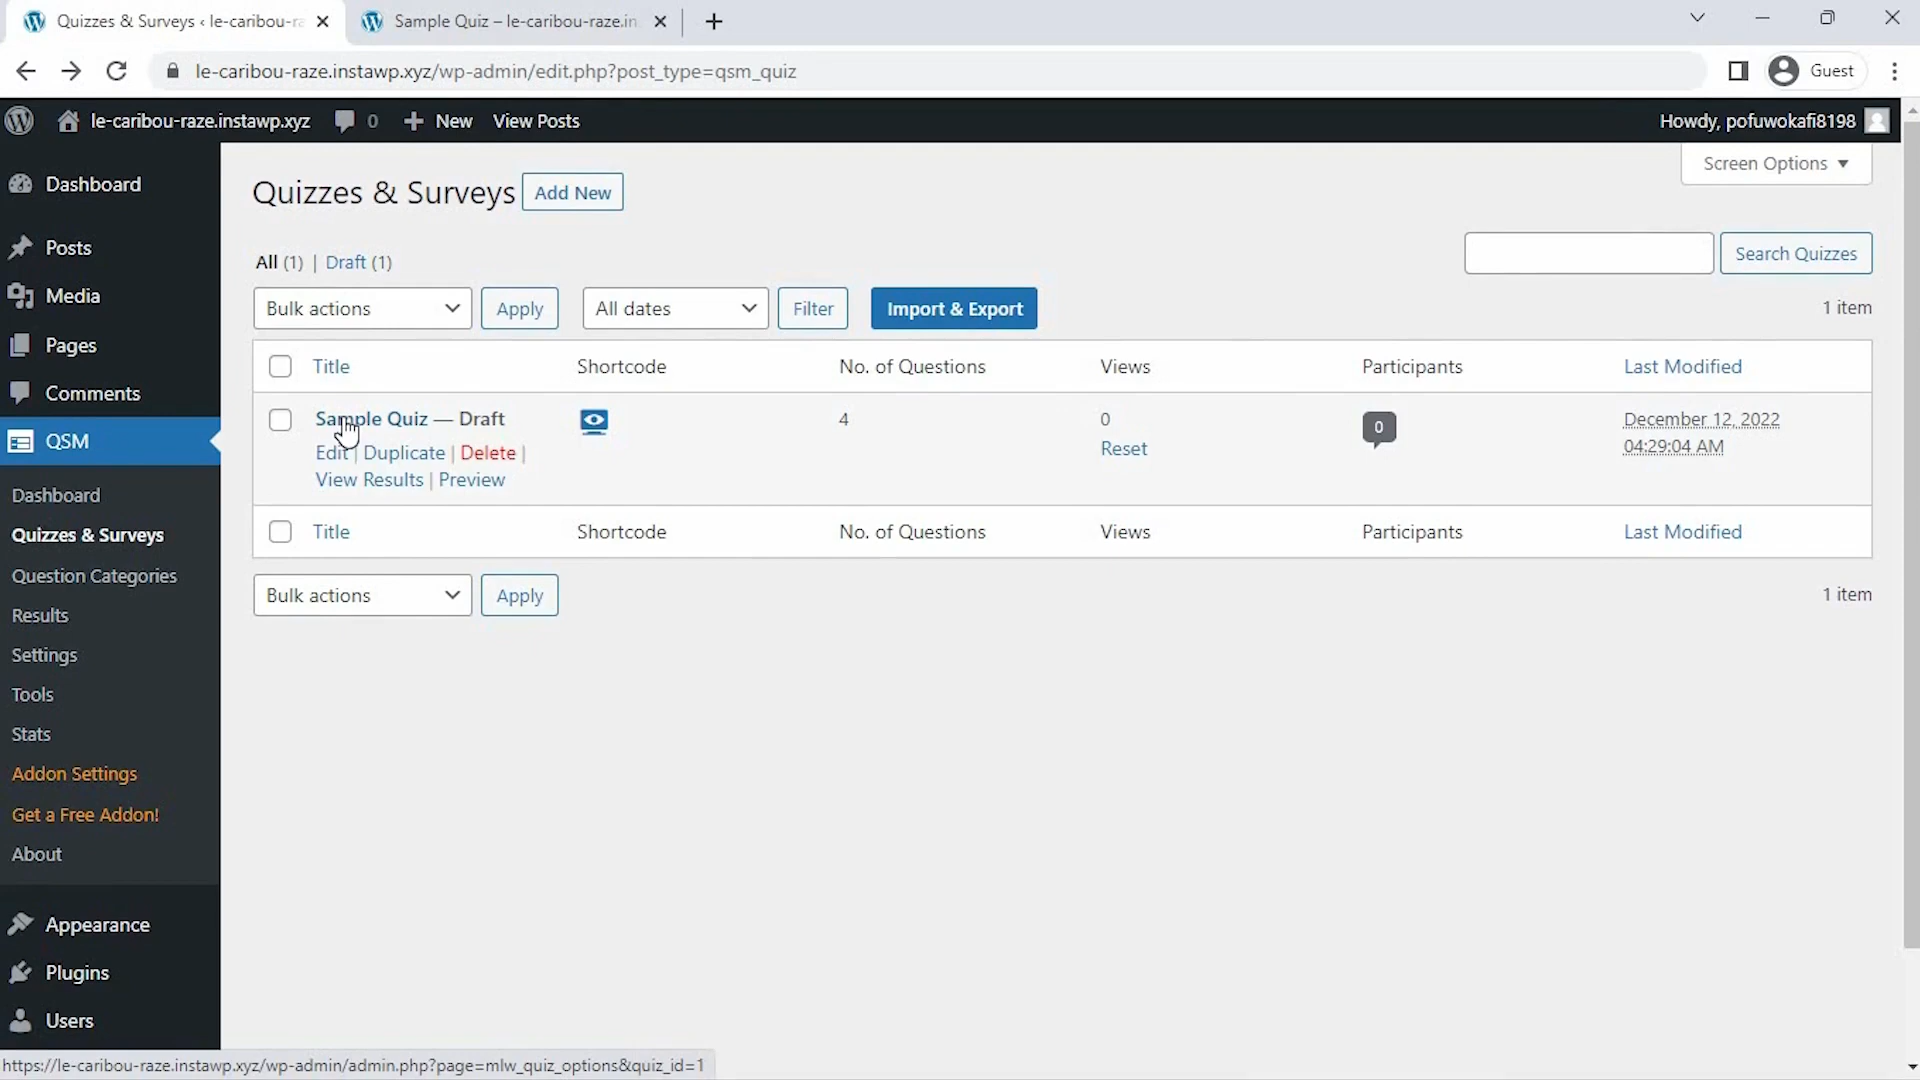 Quizzes & Surveys ‹ le-caribou-ra
Sample Quiz – le-caribou-raze.in
le-caribou-raze.instawp.xyz/wp-admin/edit.php?post_type=qsm_quiz
Guest
le-caribou-raze.instawp.xyz
0
New
View Posts
Howdy, pofuwokafi8198
Screen Options
Dashboard
Posts
Media
Pages
Comments
QSM
Dashboard
Quizzes & Surveys
Question Categories
Results
Settings
Tools
Stats
Addon Settings
Get a Free Addon!
About
Appearance
Plugins
Users
Quizzes & Surveys
Add New
All (1) | Draft (1)
Search Quizzes
Bulk actions
Apply
All dates
Filter
Import & Export
1 item
Title
Shortcode
No. of Questions
Views
Participants
Last Modified
Sample Quiz — Draft
Edit | Duplicate | Delete |
View Results | Preview
4
0
Reset
0
December 12, 2022
04:29:04 AM
Title
Shortcode
No. of Questions
Views
Participants
Last Modified
Bulk actions
Apply
1 item
https://le-caribou-raze.instawp.xyz/wp-admin/admin.php?page=mlw_quiz_options&quiz_id=1